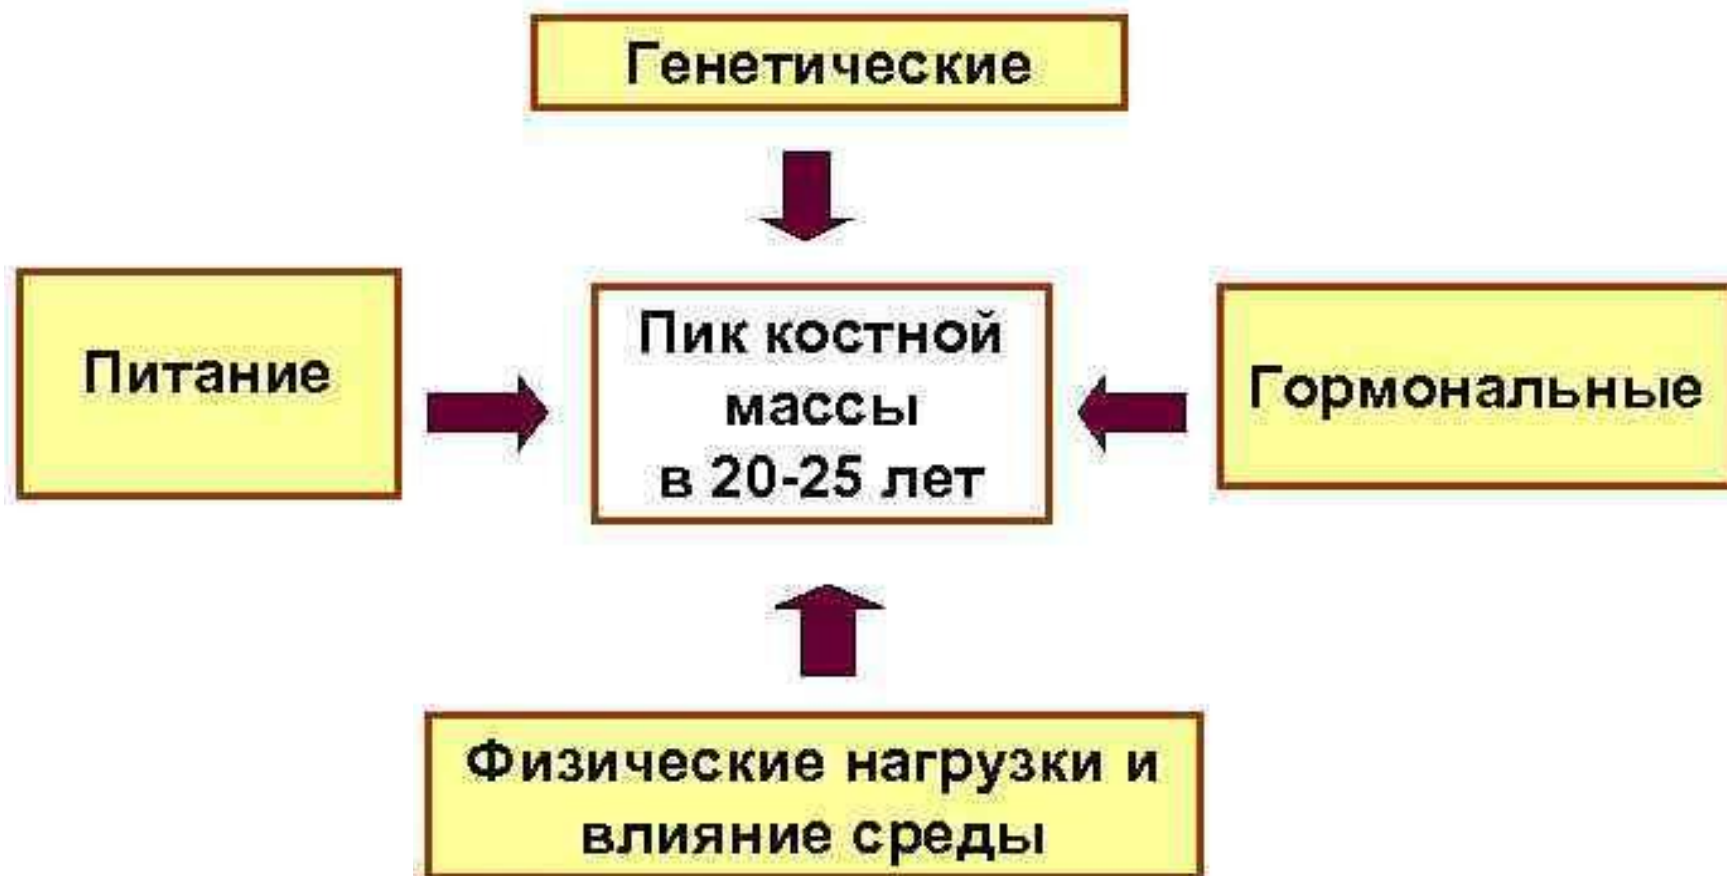 Генетические
Питание
Пик костной
массы
в 20-25 лет
Гормональные
Физические нагрузки и
влияние среды